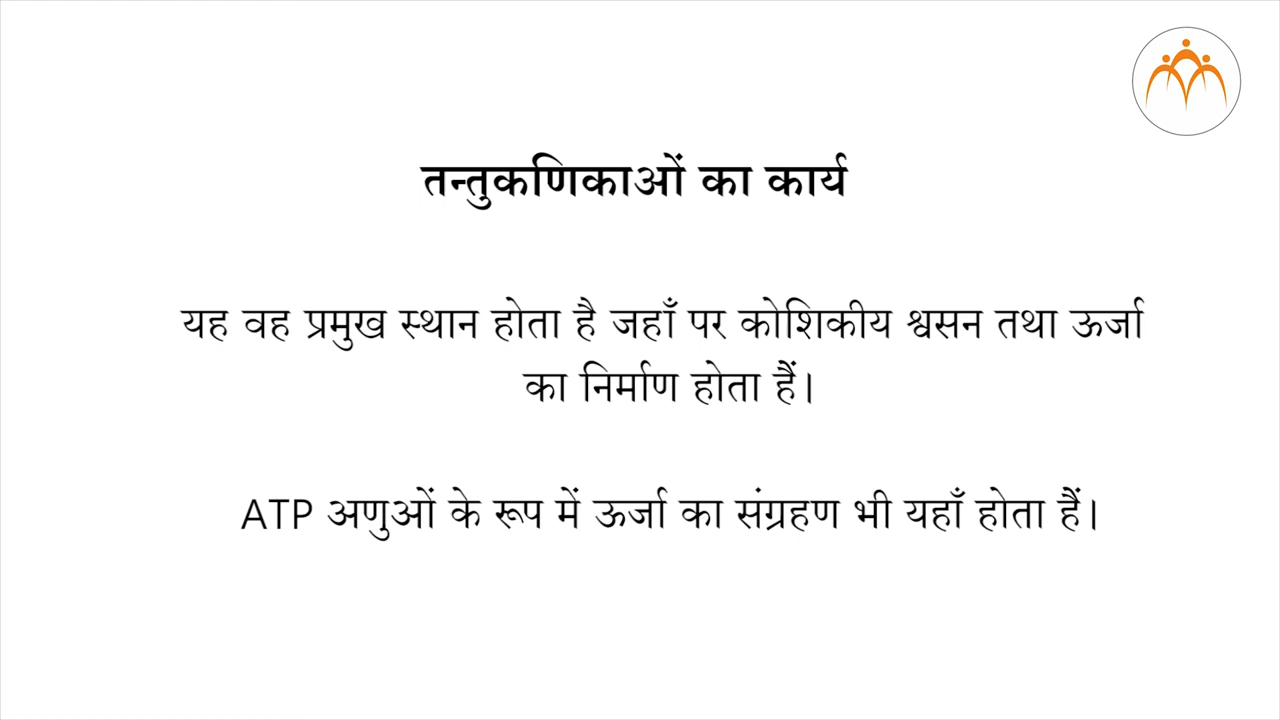 तन्तुकणिकाओं का कार्य
यह वह प्रमुख स्थान होता है जहाँ पर कोशिकीय श्वसन तथा ऊर्जा
का निर्माण होता हैं।
ATP अणुओं के रूप में ऊर्जा का संग्रहण भी यहाँ होता हैं।